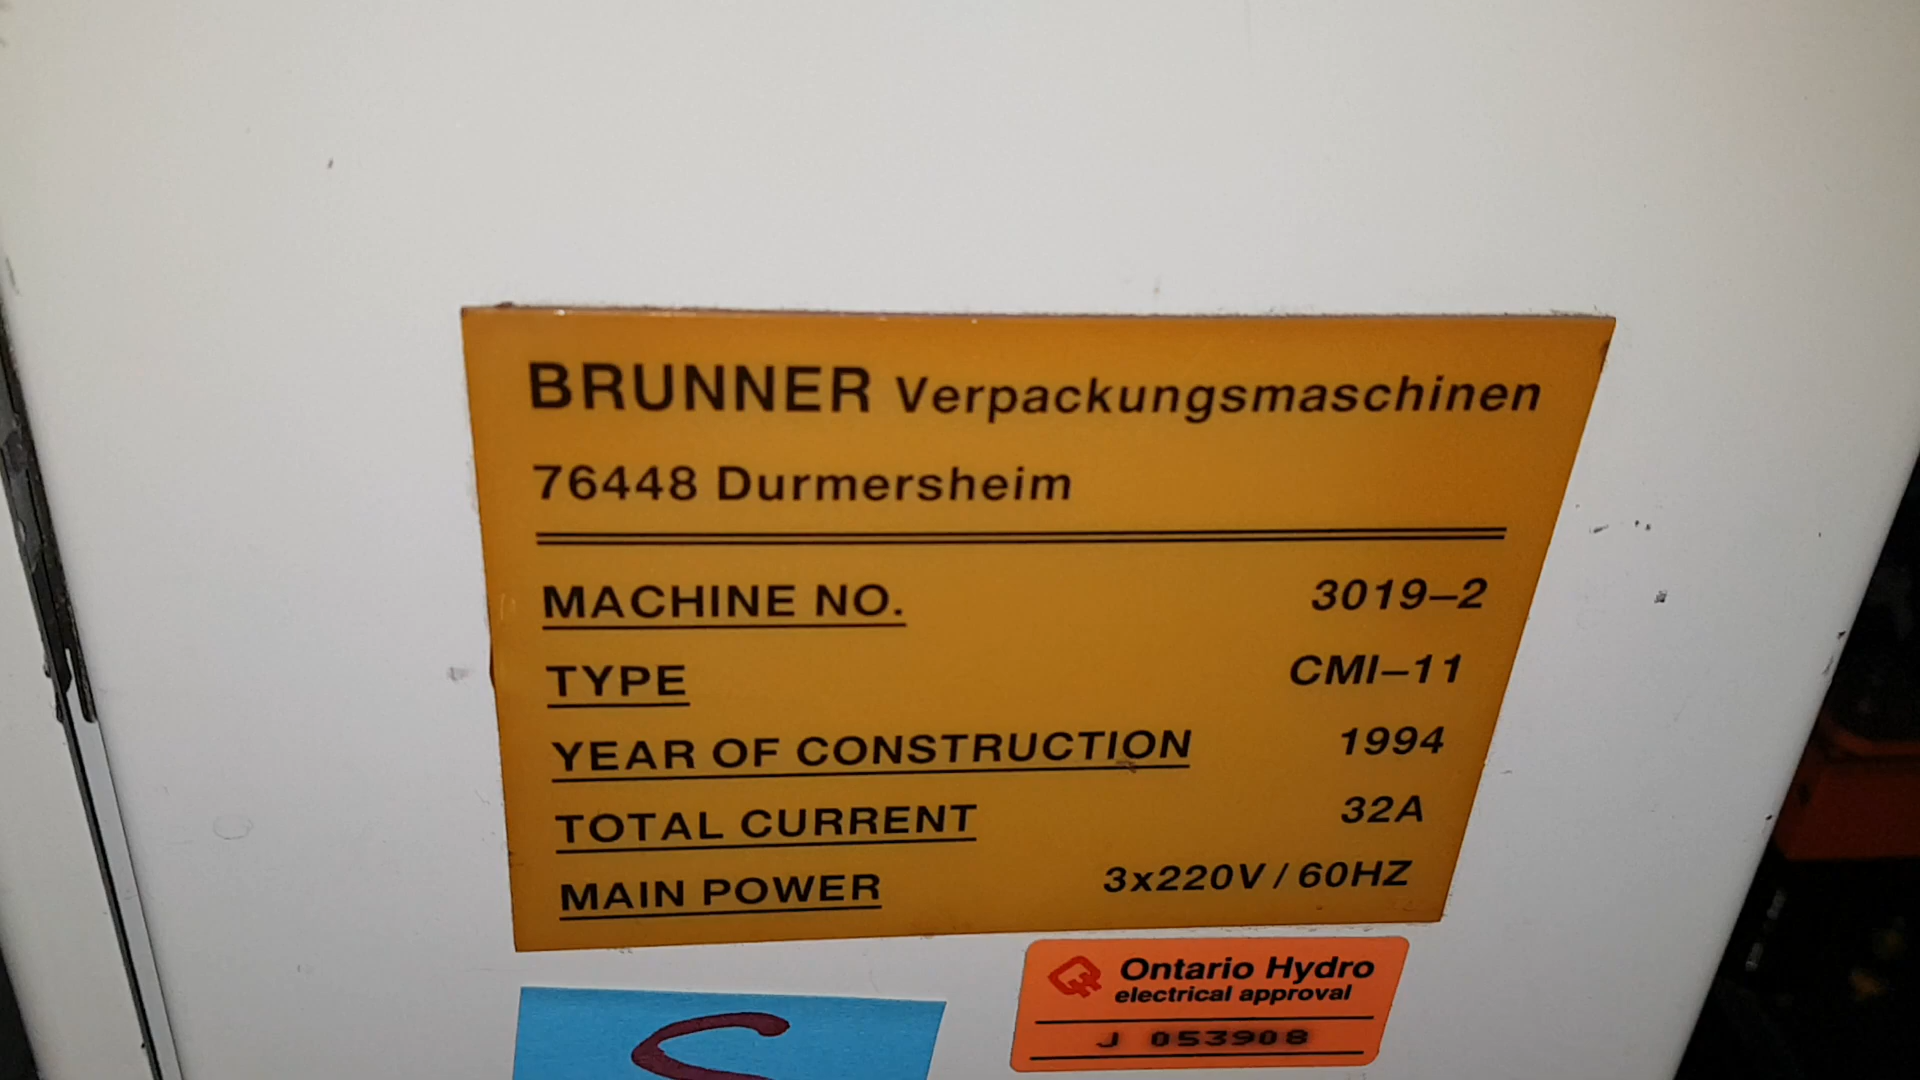 BRUNNER Verpackungsmaschinen
76448 Durmersheim
MACHINE NO. 3019-2
TYPE CMI-11
YEAR OF CONSTRUCTION 1994
TOTAL CURRENT 32A
MAIN POWER 3x220V / 60HZ
Ontario Hydro
electrical approval
J 053908